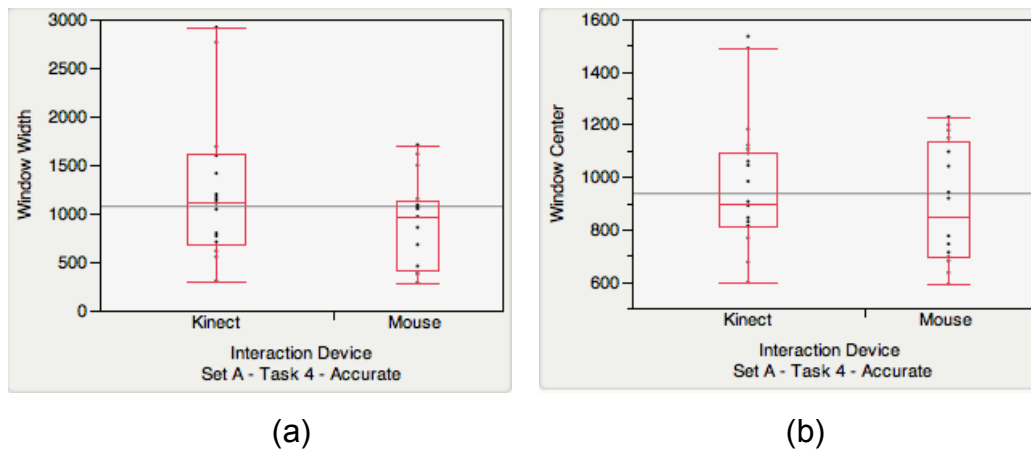 3000
2500
2000
1500
1000
500
0
Window Width
Kinect
Mouse
Interaction Device
Set A - Task 4 - Accurate
(a)
1600
1400
1200
1000
800
600
Window Center
Kinect
Mouse
Interaction Device
Set A - Task 4 - Accurate
(b)